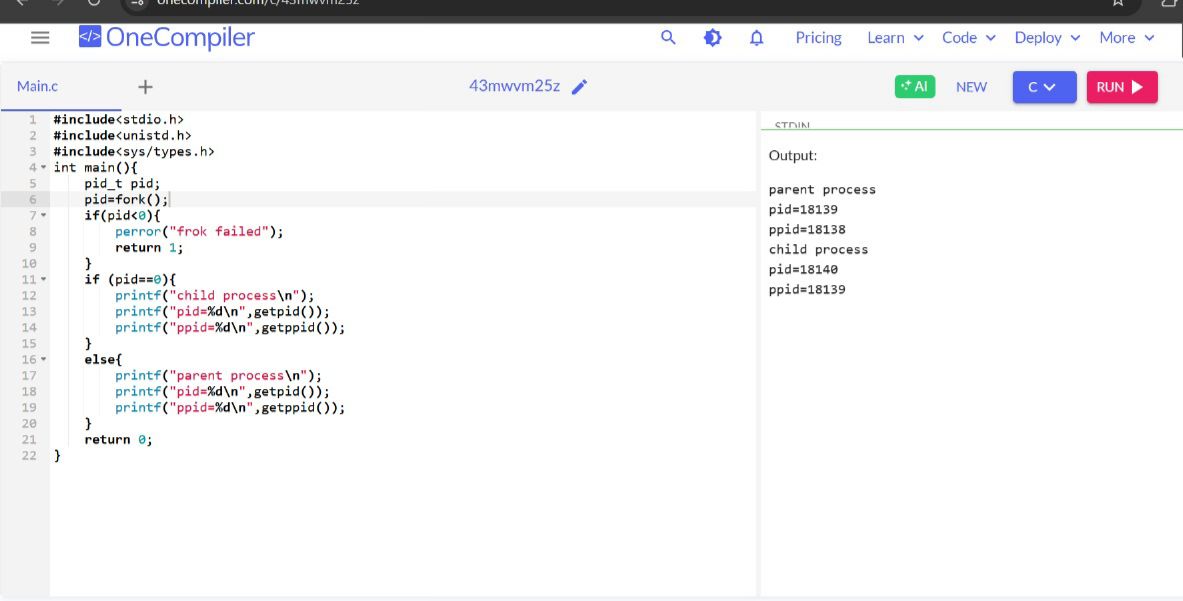 onecompiler.com/c/43mwvm25z
OneCompiler
Pricing Learn Code Deploy More
Main.c + 43mwvm25z AI NEW C RUN
STDIN
1 #include<stdio.h>
2 #include<unistd.h>
3 #include<sys/types.h>
4 int main(){
5 pid_t pid;
6 pid=fork();
7 if(pid<0){
8 perror("frok failed");
9 return 1;
10 }
11 if (pid==0){
12 printf("child process\n");
13 printf("pid=%d\n",getpid());
14 printf("ppid=%d\n",getppid());
15 }
16 else{
17 printf("parent process\n");
18 printf("pid=%d\n",getpid());
19 printf("ppid=%d\n",getppid());
20 }
21 return 0;
22 }
Output:
parent process
pid=18139
ppid=18138
child process
pid=18140
ppid=18139